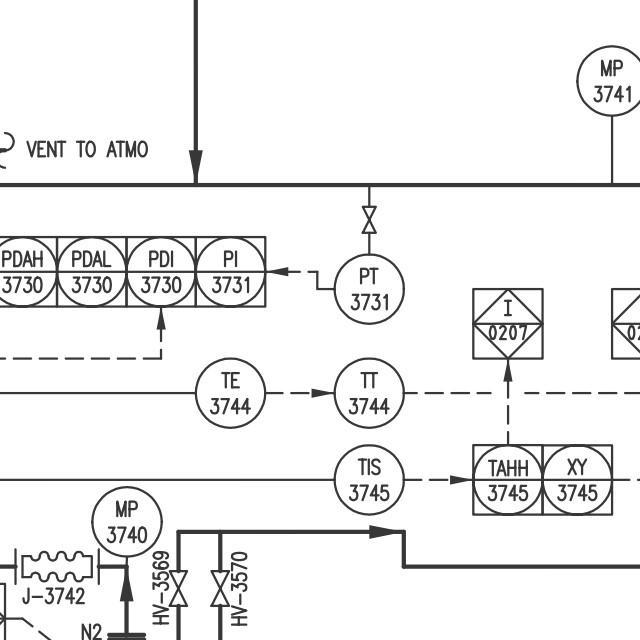 MP
3741
VENT TO ATMO
PDAH
3730
PDAL
3730
PDI
3730
PI
3731
PT
3731
I
0207
TE
3744
TT
3744
TIS
3745
TAHH
3745
XY
3745
MP
3740
HV-3569
HV-3570
J-3742
N2